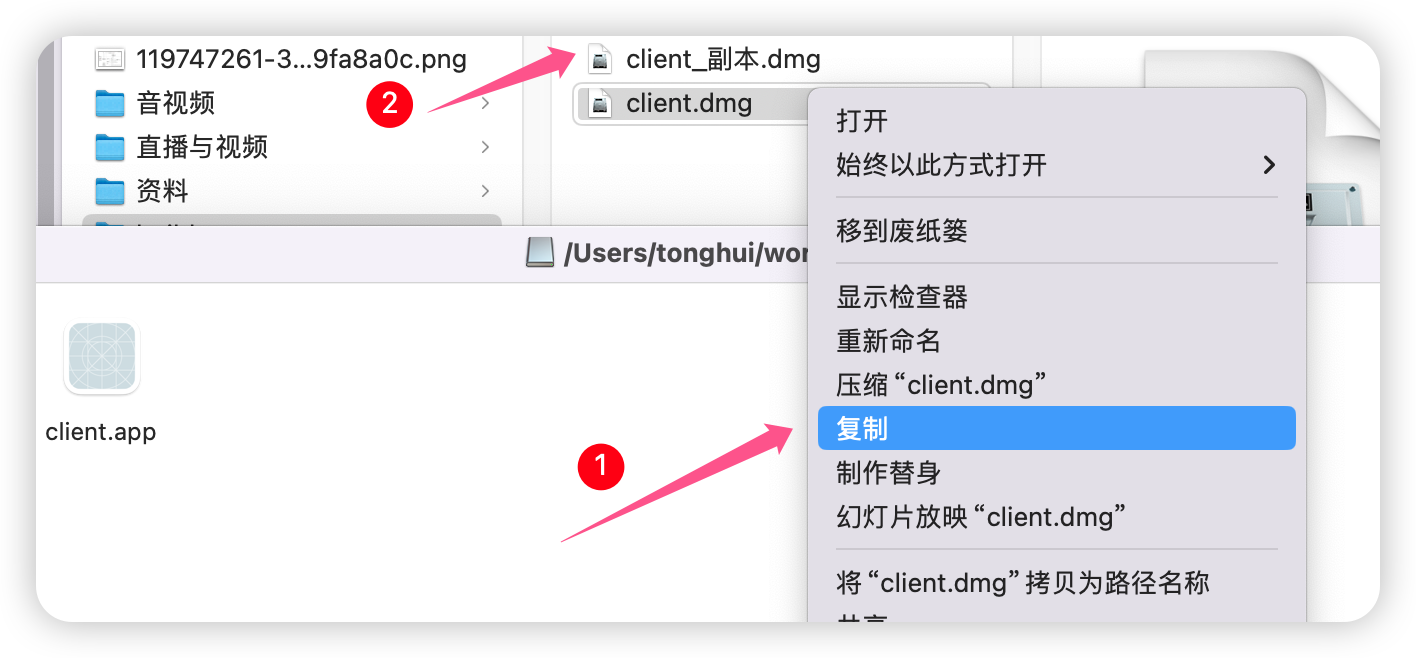 119747261-3...9fa8a0c.png
音视频
直播与视频
资料
2
client_副本.dmg
client.dmg
/Users/tonghui/wor
client.app
1
打开
始终以此方式打开
移到废纸篓
显示检查器
重新命名
压缩“client.dmg”
复制
制作替身
幻灯片放映“client.dmg”
将“client.dmg”拷贝为路径名称
共享